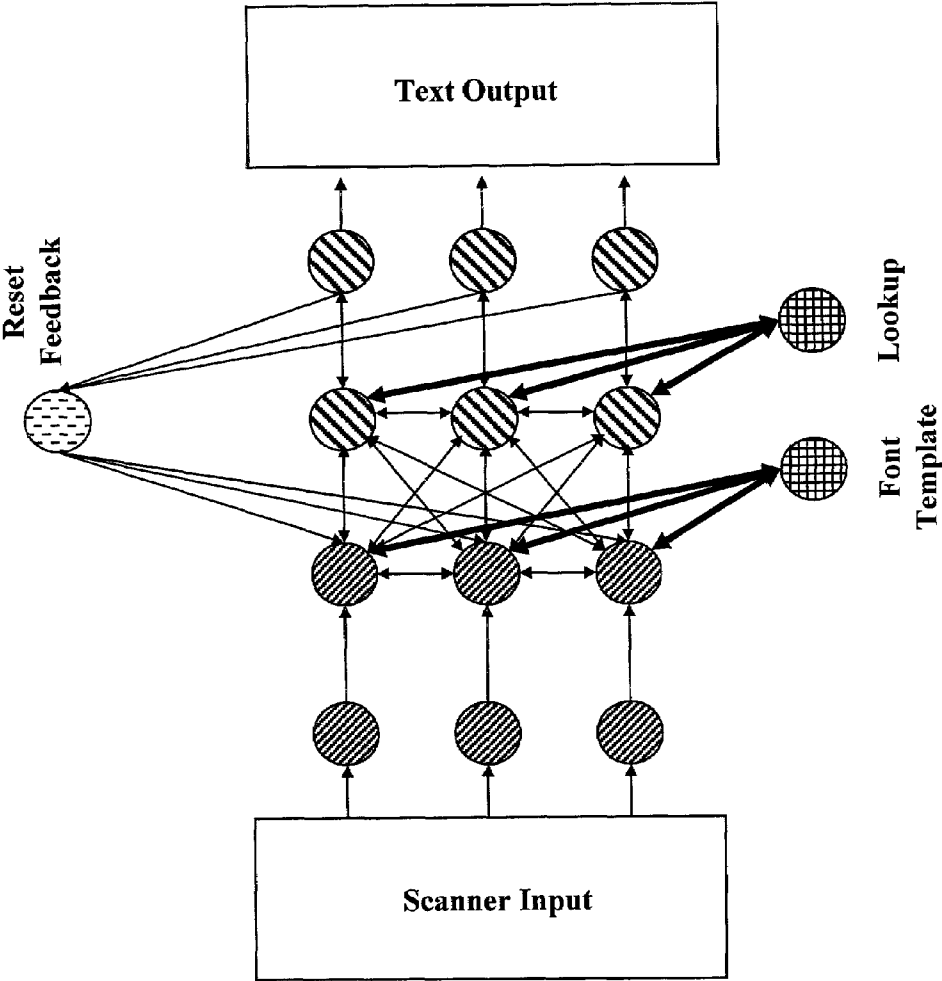 Text Output
Reset
Feedback
Lookup
Font
Template
Scanner Input